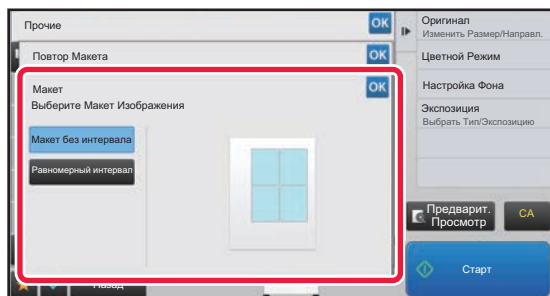 Прочие
OK
Повтор Макета
OK
Макет
OK
Выберите Макет Изображения
Макет без интервала
Равномерный интервал
Назад
Оригинал
Изменить Размер/Направл.
Цветной Режим
Настройка Фона
Экспозиция
Выбрать Тип/Экспозицию
Предварит.
Просмотр
CA
Старт